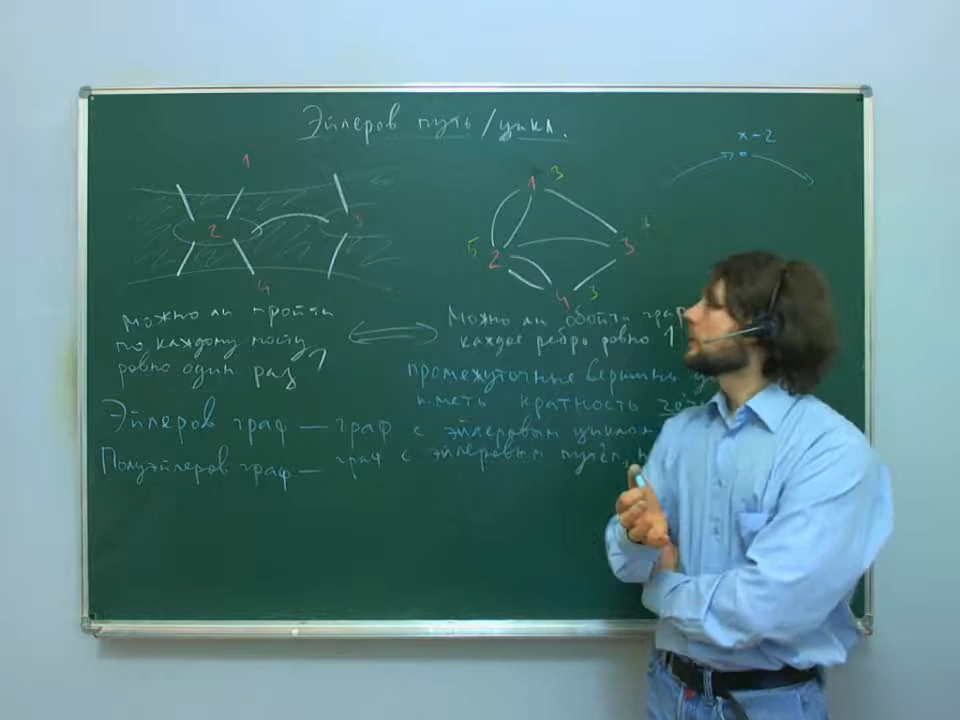 Эйлеров путь/цикл.
x-2
1
2
3
4
1 3
5
2
3
4 3
Можно ли пройти
по каждому мосту
ровно один раз?
Можно ли обойти граф
каждое ребро ровно 1
промежуточные вершины
иметь кратность
Эйлеров граф — граф с эйлеровым циклом
Полуэйлеров граф — граф с эйлеровым путём,